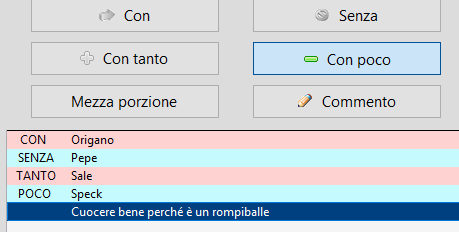 Con Senza
Con tanto Con poco
Mezza porzione Commento
CON Origano
SENZA Pepe
TANTO Sale
POCO Speck
Cuocere bene perché è un rompiballe